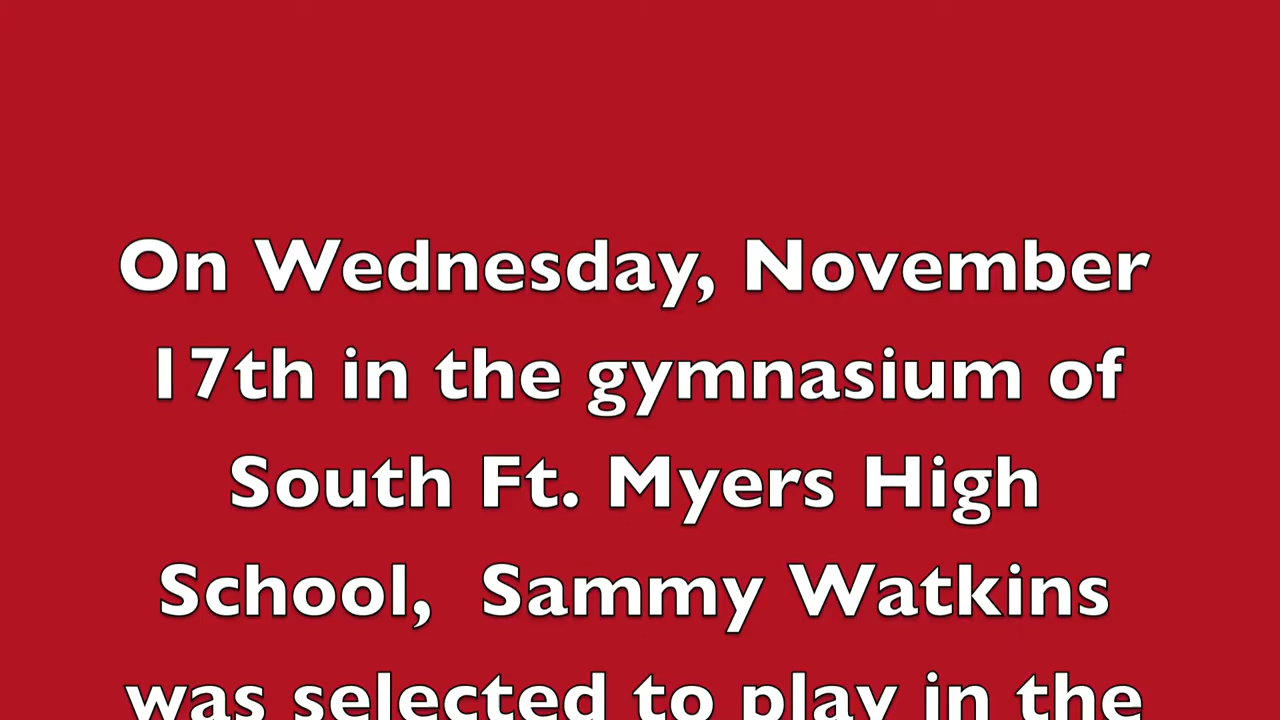 On Wednesday, November
17th in the gymnasium of
South Ft. Myers High
School,  Sammy Watkins
was selected to play in the